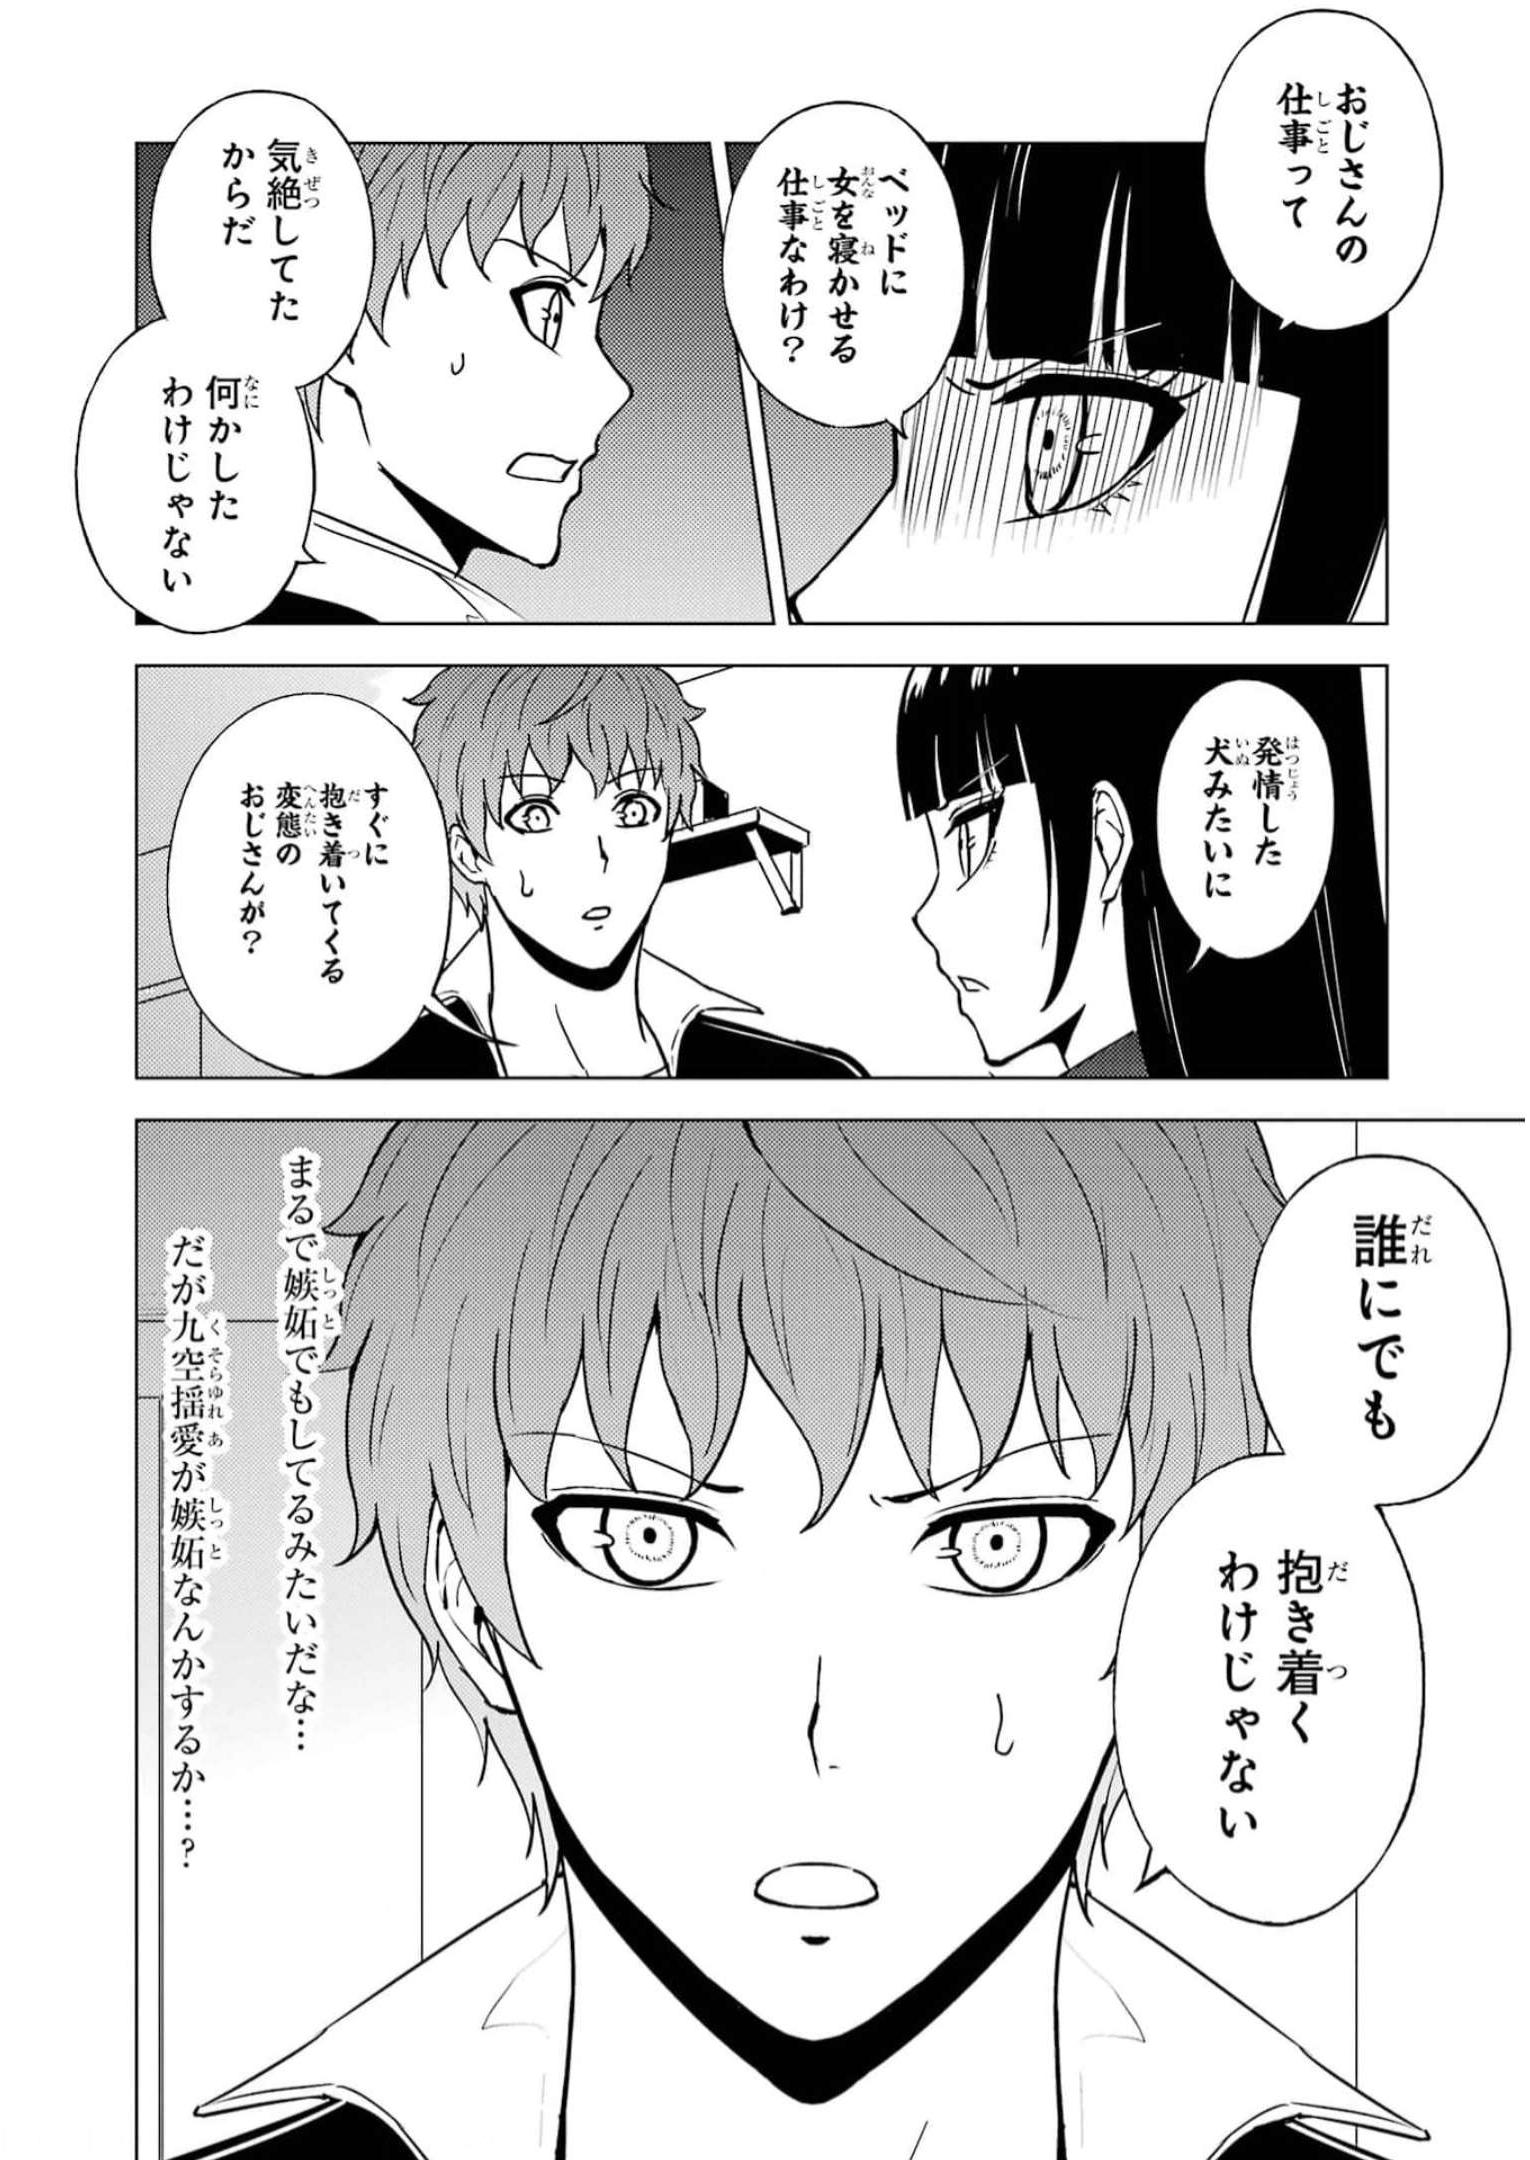 おじさんの
仕事って
ベッドに
女を寝かせる
仕事なわけ？
気絶してた
からだ
何かした
わけじゃない
発情した
犬みたいに
すぐに
抱き着いてくる
変態の
おじさんが？
誰にでも
抱き着く
わけじゃない
まるで嫉妬でもしてるみたいだな…
だが九空揺愛が嫉妬なんかするか…？